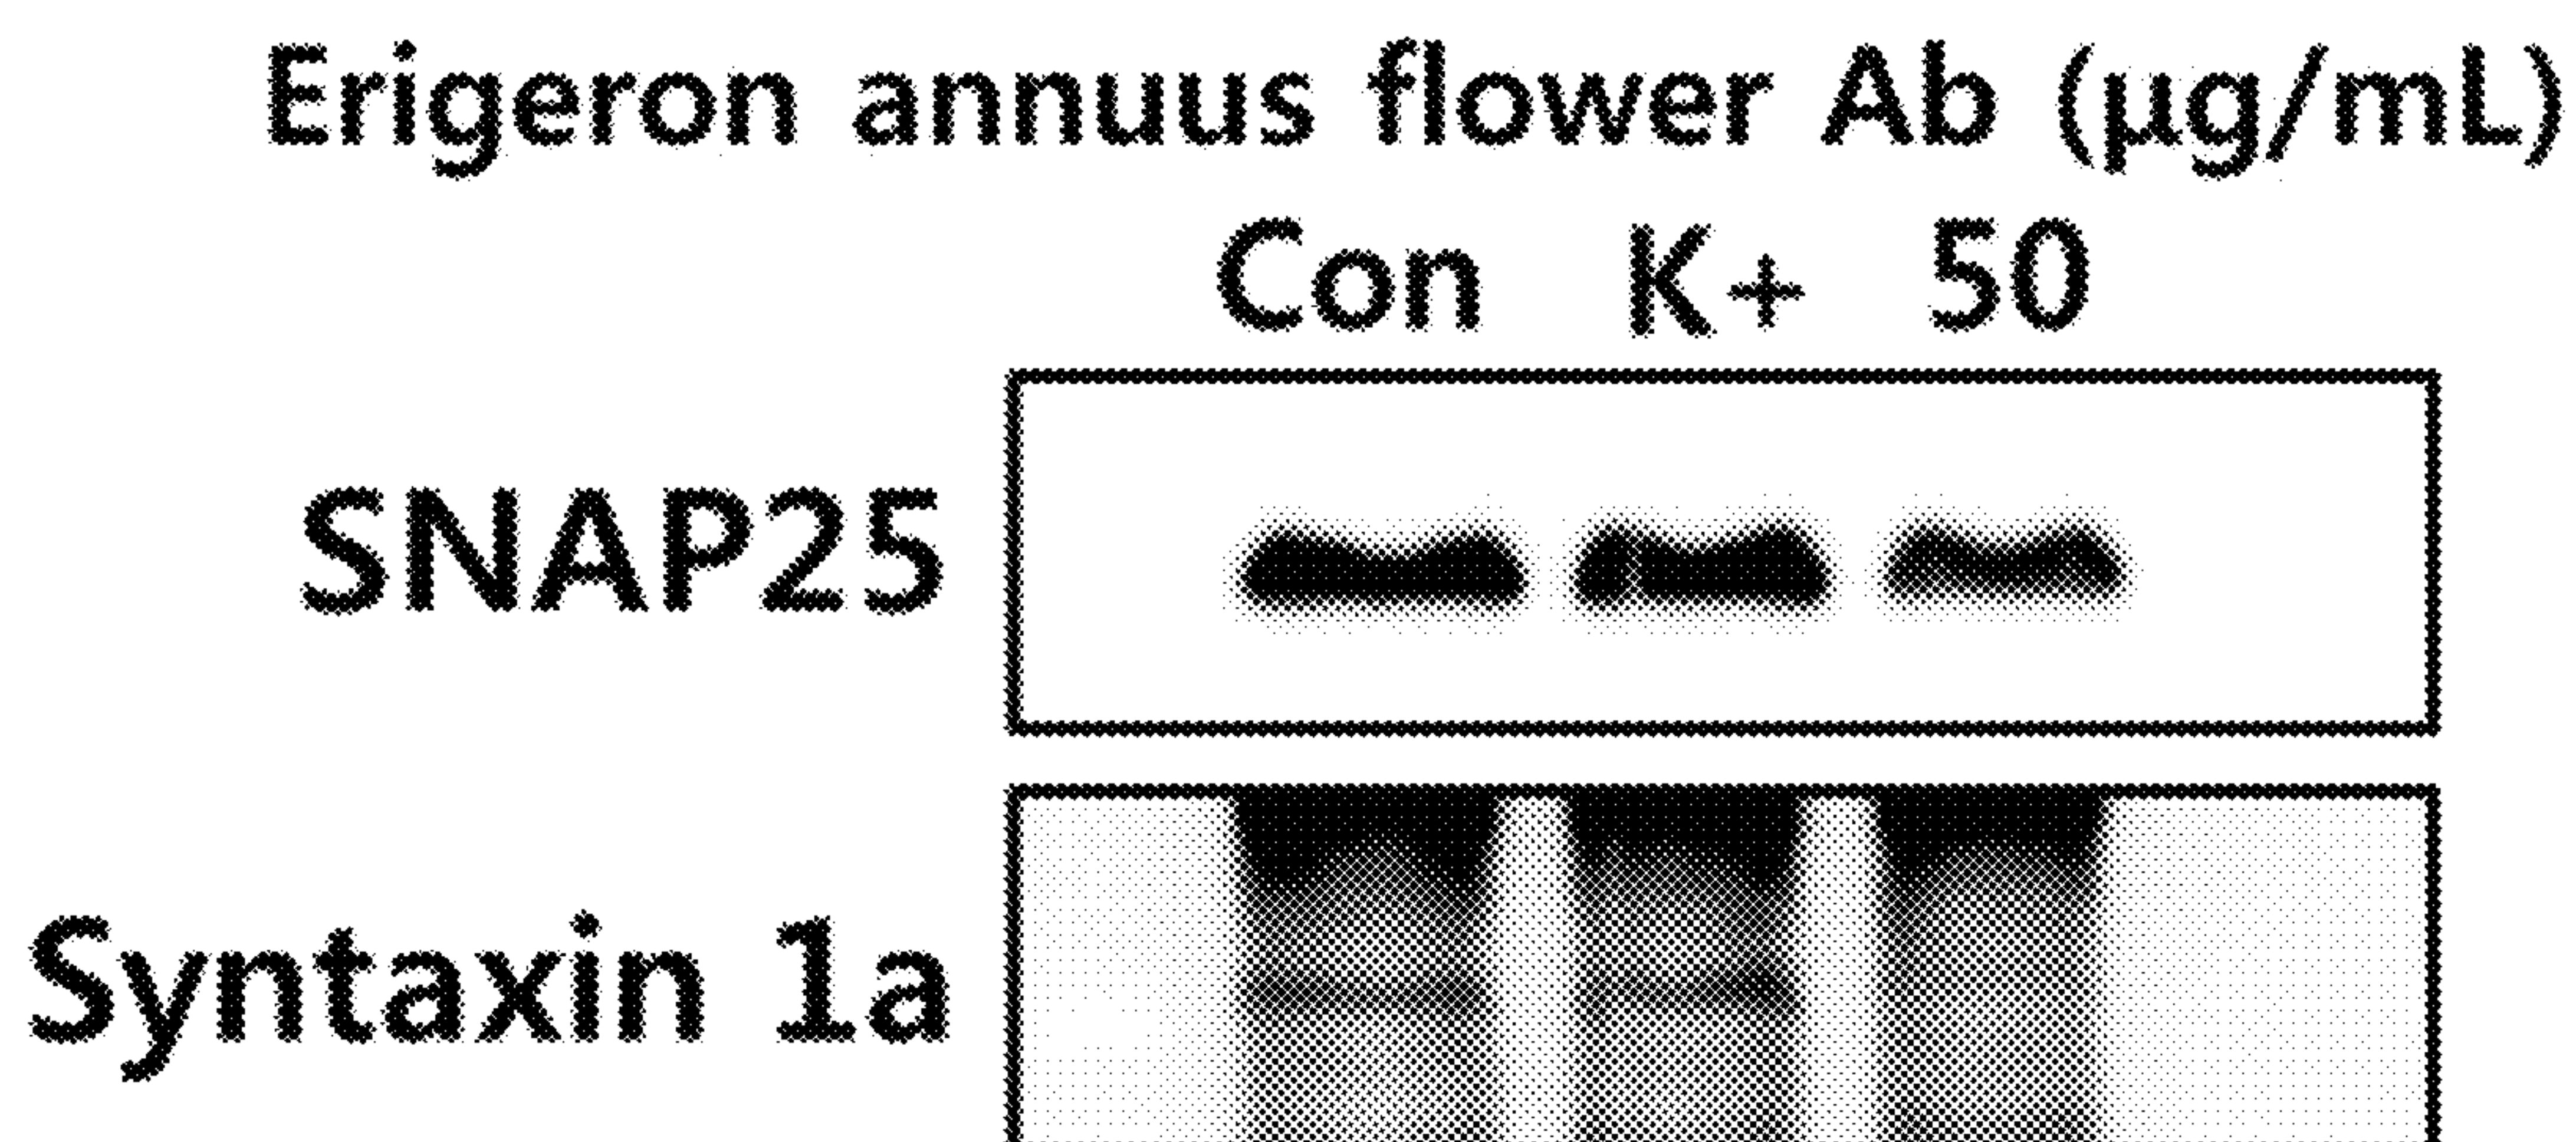 Erigeron annuus flower Ab (μg/mL)
Con K+ 50
SNAP25
Syntaxin 1a